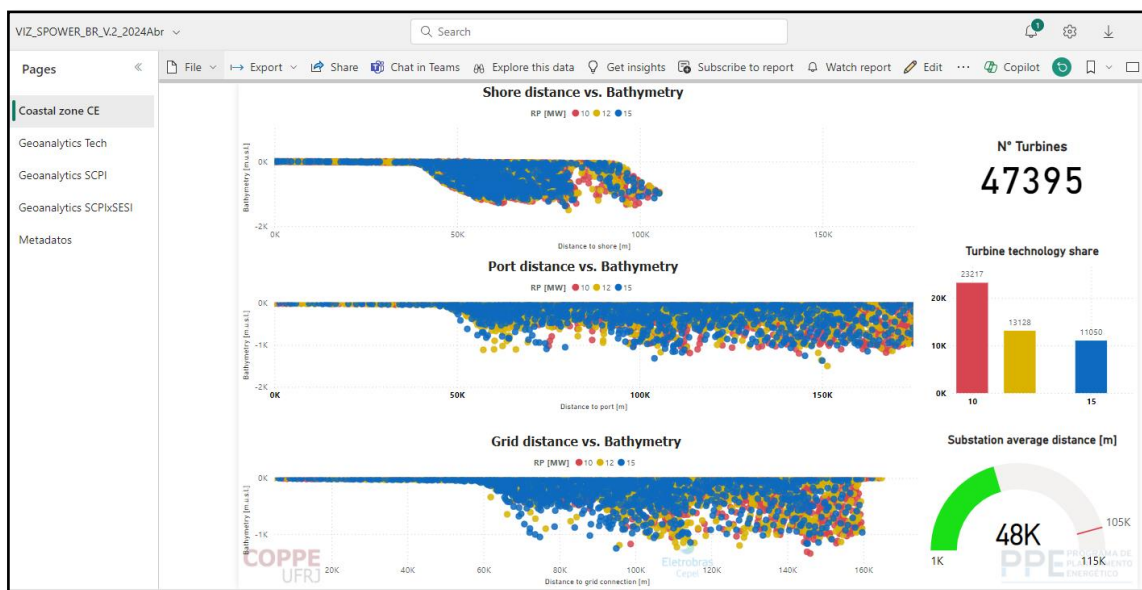 VIZ_SPOWER_BR_V.2_2024Abr
Search
1
Pages
File Export Share Chat in Teams Explore this data Get insights Subscribe to report Watch report Edit ... Copilot
Coastal zone CE
Geoanalytics Tech
Geoanalytics SCPI
Geoanalytics SCPIxSESI
Metadatos
Shore distance vs. Bathymetry
RP [MW] 10 12 15
Bathymetry [m.u.s.l.]
0K
-2K
0K 50K 100K 150K
Distance to shore [m]
Port distance vs. Bathymetry
RP [MW] 10 12 15
Bathymetry [m.u.s.l.]
0K
-1K
-2K
0K 50K 100K 150K
Distance to port [m]
Grid distance vs. Bathymetry
RP [MW] 10 12 15
Bathymetry [m.u.s.l.]
0K
-1K
20K 40K 60K 80K 100K 120K 140K 160K
Distance to grid connection [m]
COPPE
UFRJ
Eletrobras
Cepel
N° Turbines
47395
Turbine technology share
23217
13128
11050
20K
10K
0K
10 15
Substation average distance [m]
48K
1K
105K
115K
PPE PROGRAMA DE
PLANEJAMENTO
ENERGÉTICO